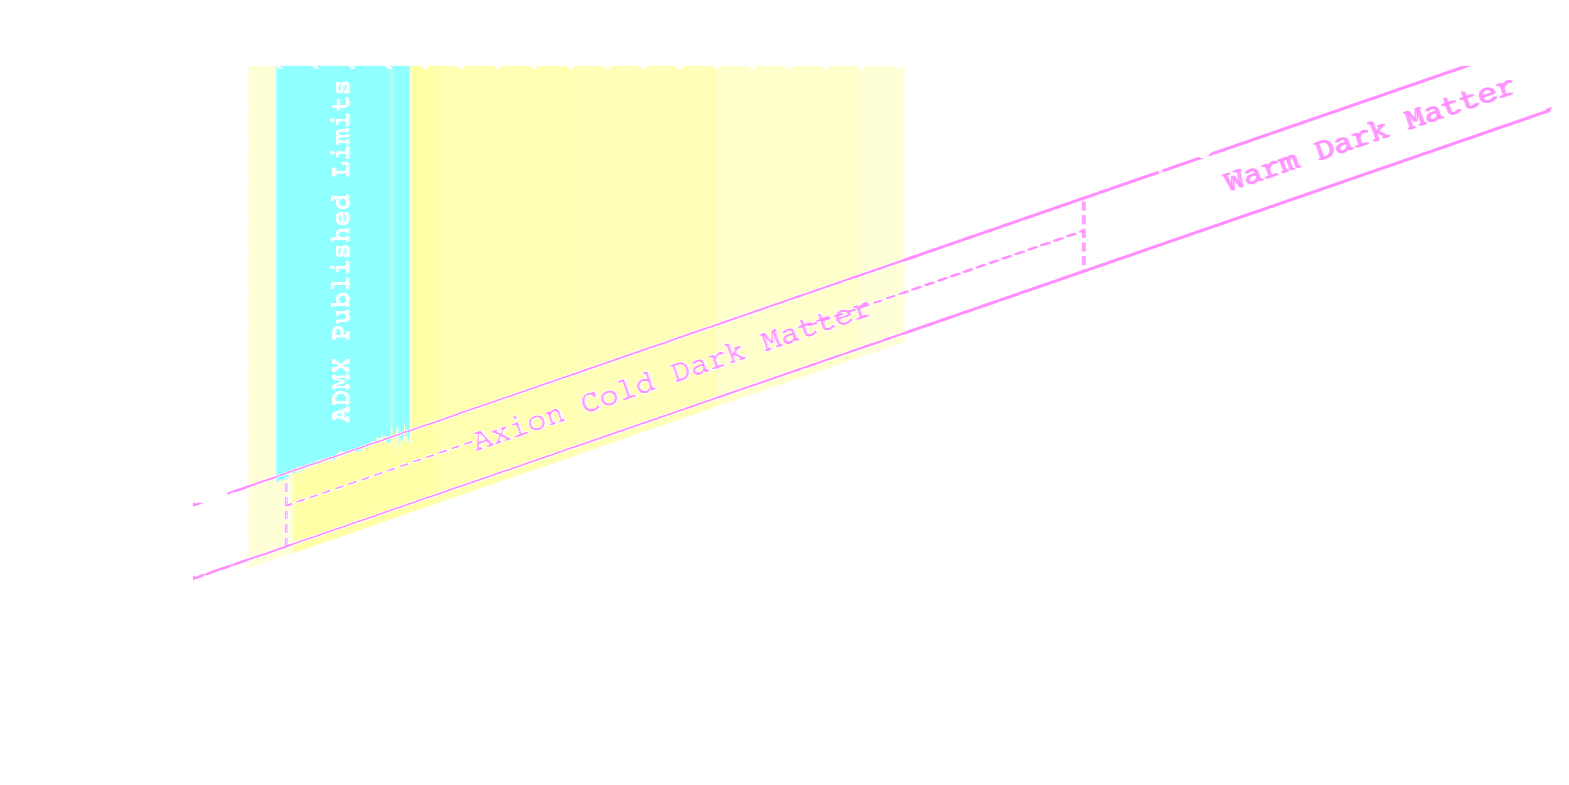 ADMX Published Limits
Axion Cold Dark Matter
Warm Dark Matter